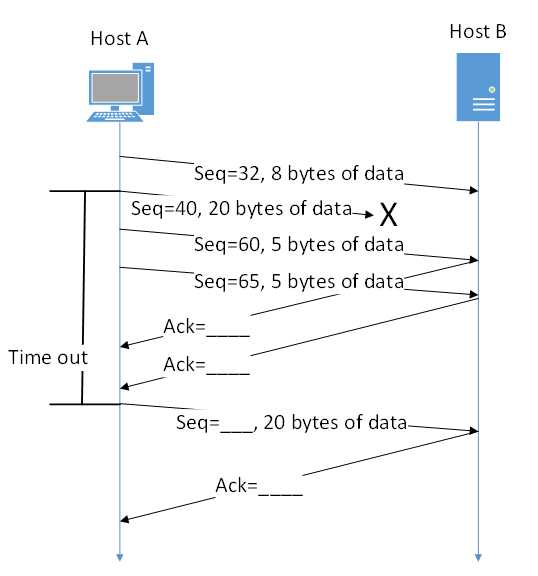 Host A
Host B
Seq=32, 8 bytes of data
Seq=40, 20 bytes of data
X
Seq=60, 5 bytes of data
Seq=65, 5 bytes of data
Ack=____
Time out
Ack=____
Seq=___, 20 bytes of data
Ack=____